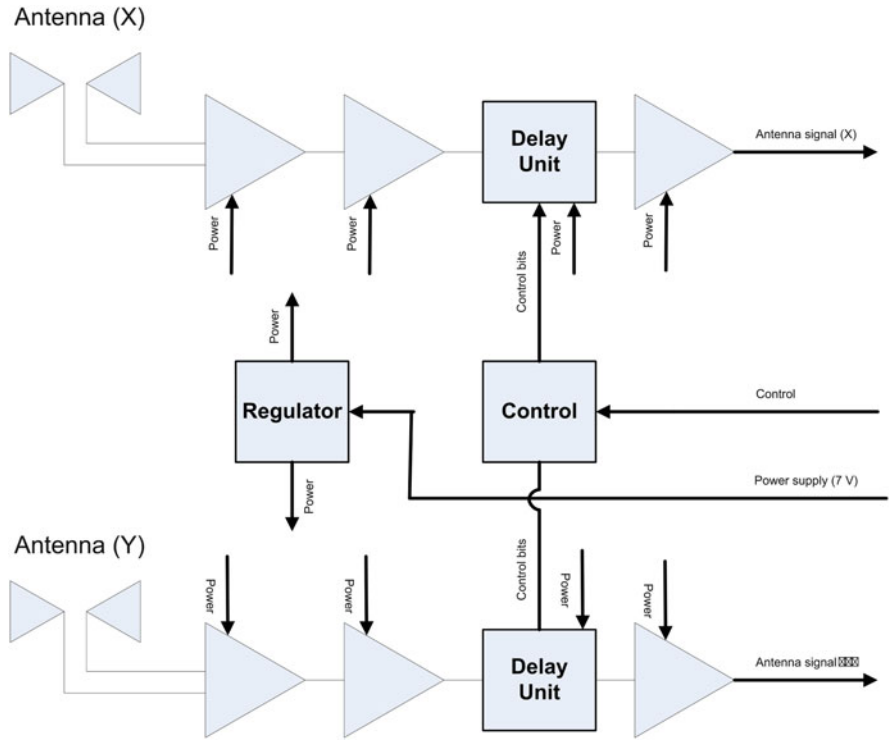 Antenna (X)
Delay
Unit
Antenna signal (X)
Power
Power
Control bits
Power
Power
Power
Regulator
Control
Control
Power
Power supply (7 V)
Antenna (Y)
Power
Power
Control bits
Power
Power
Delay
Unit
Antenna signal